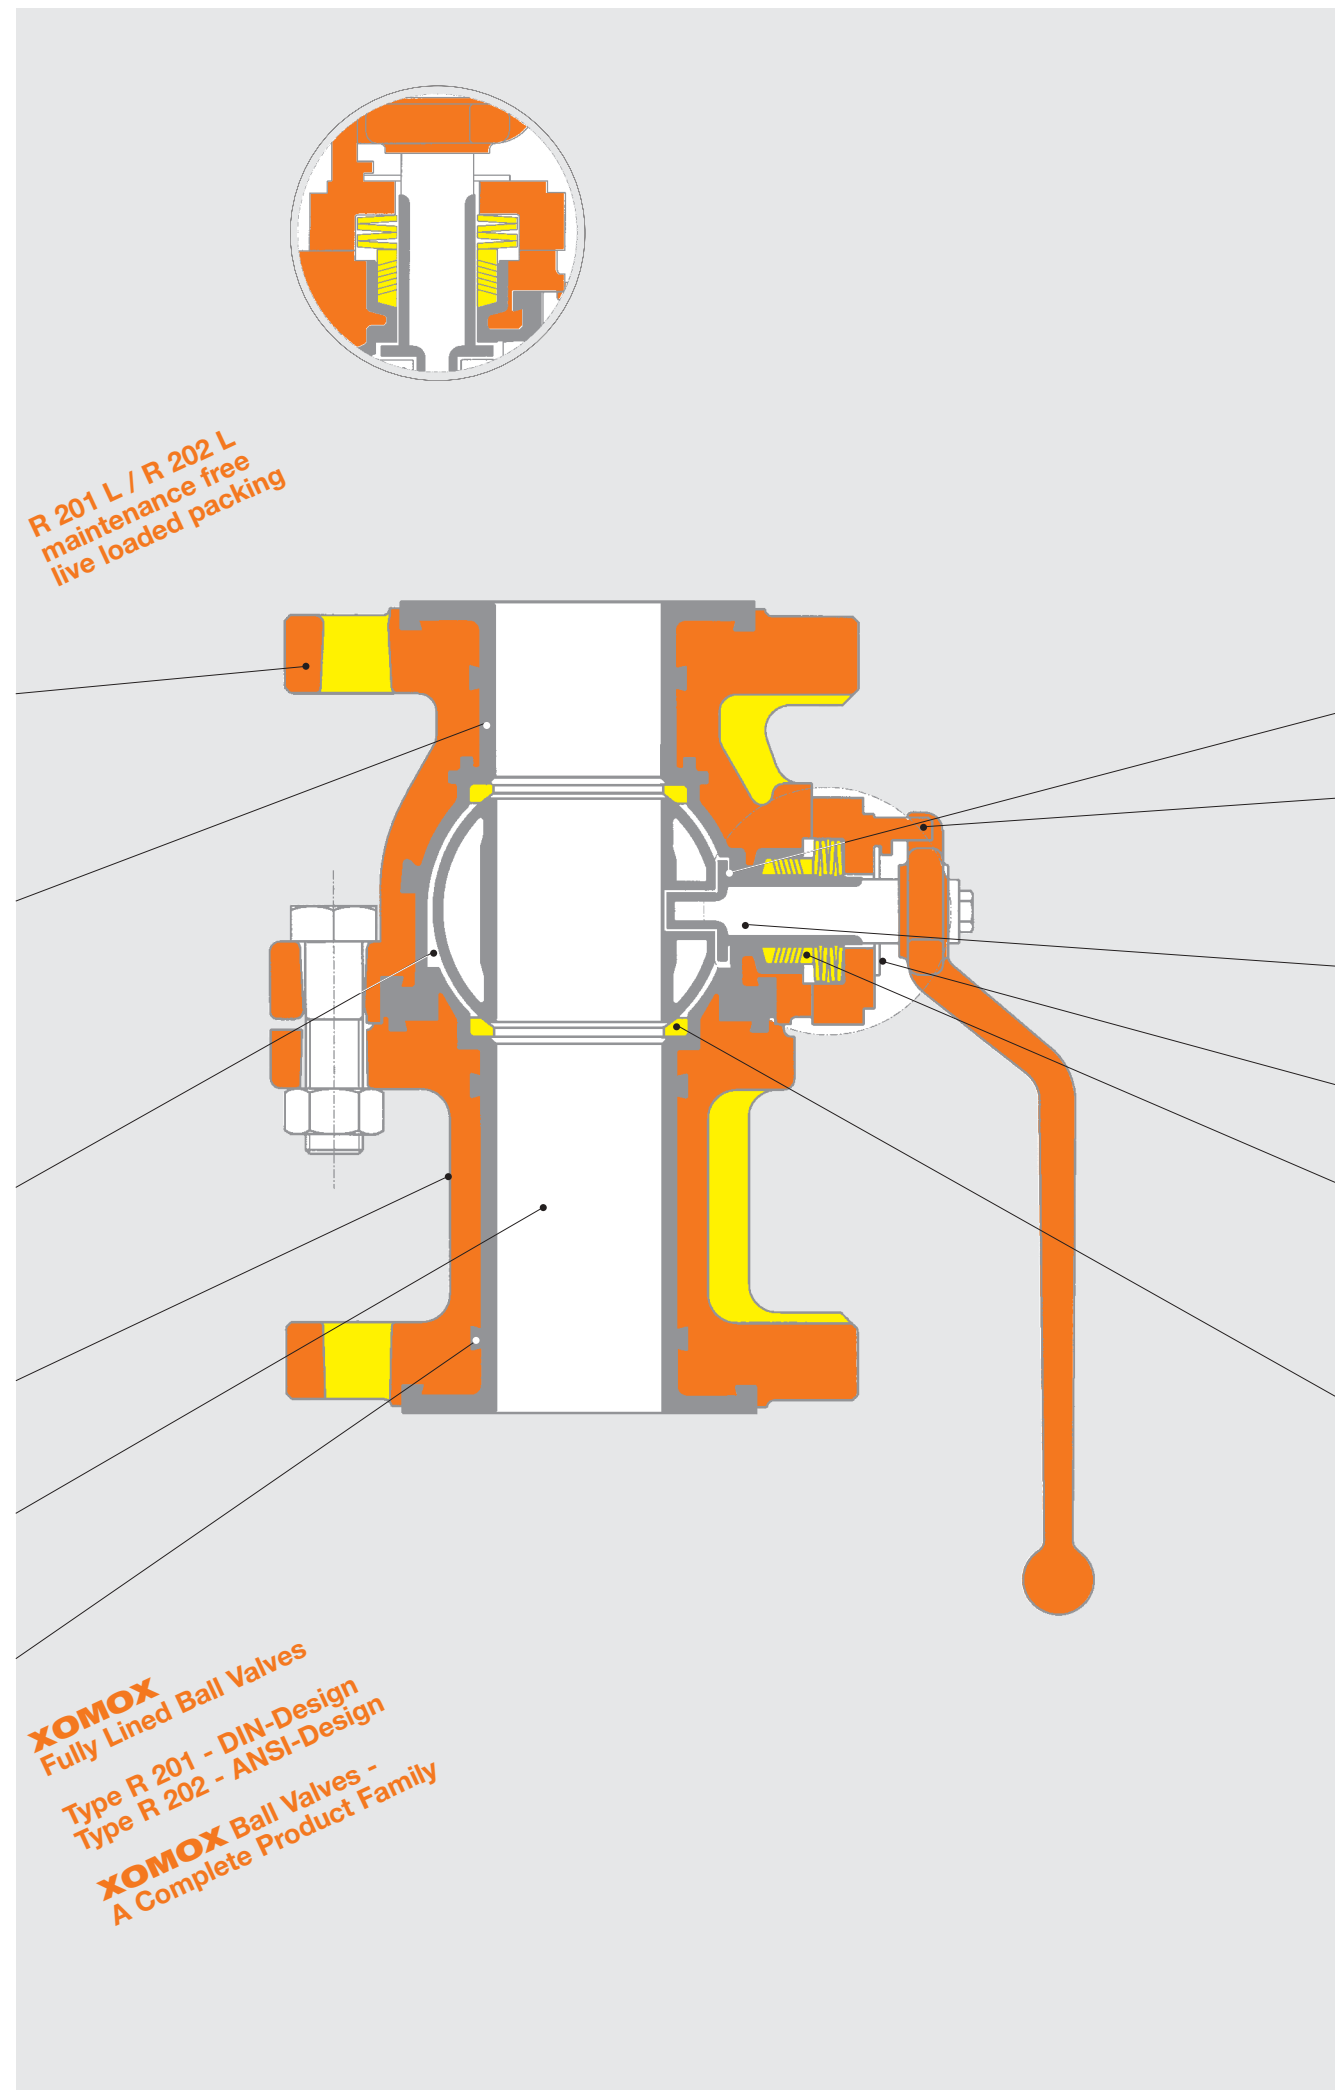 R 201 L / R 202 L
maintenance free
live loaded packing
XOMOX
Fully Lined Ball Valves
Type R 201 - DIN-Design
Type R 202 - ANSI-Design
XOMOX Ball Valves -
A Complete Product Family